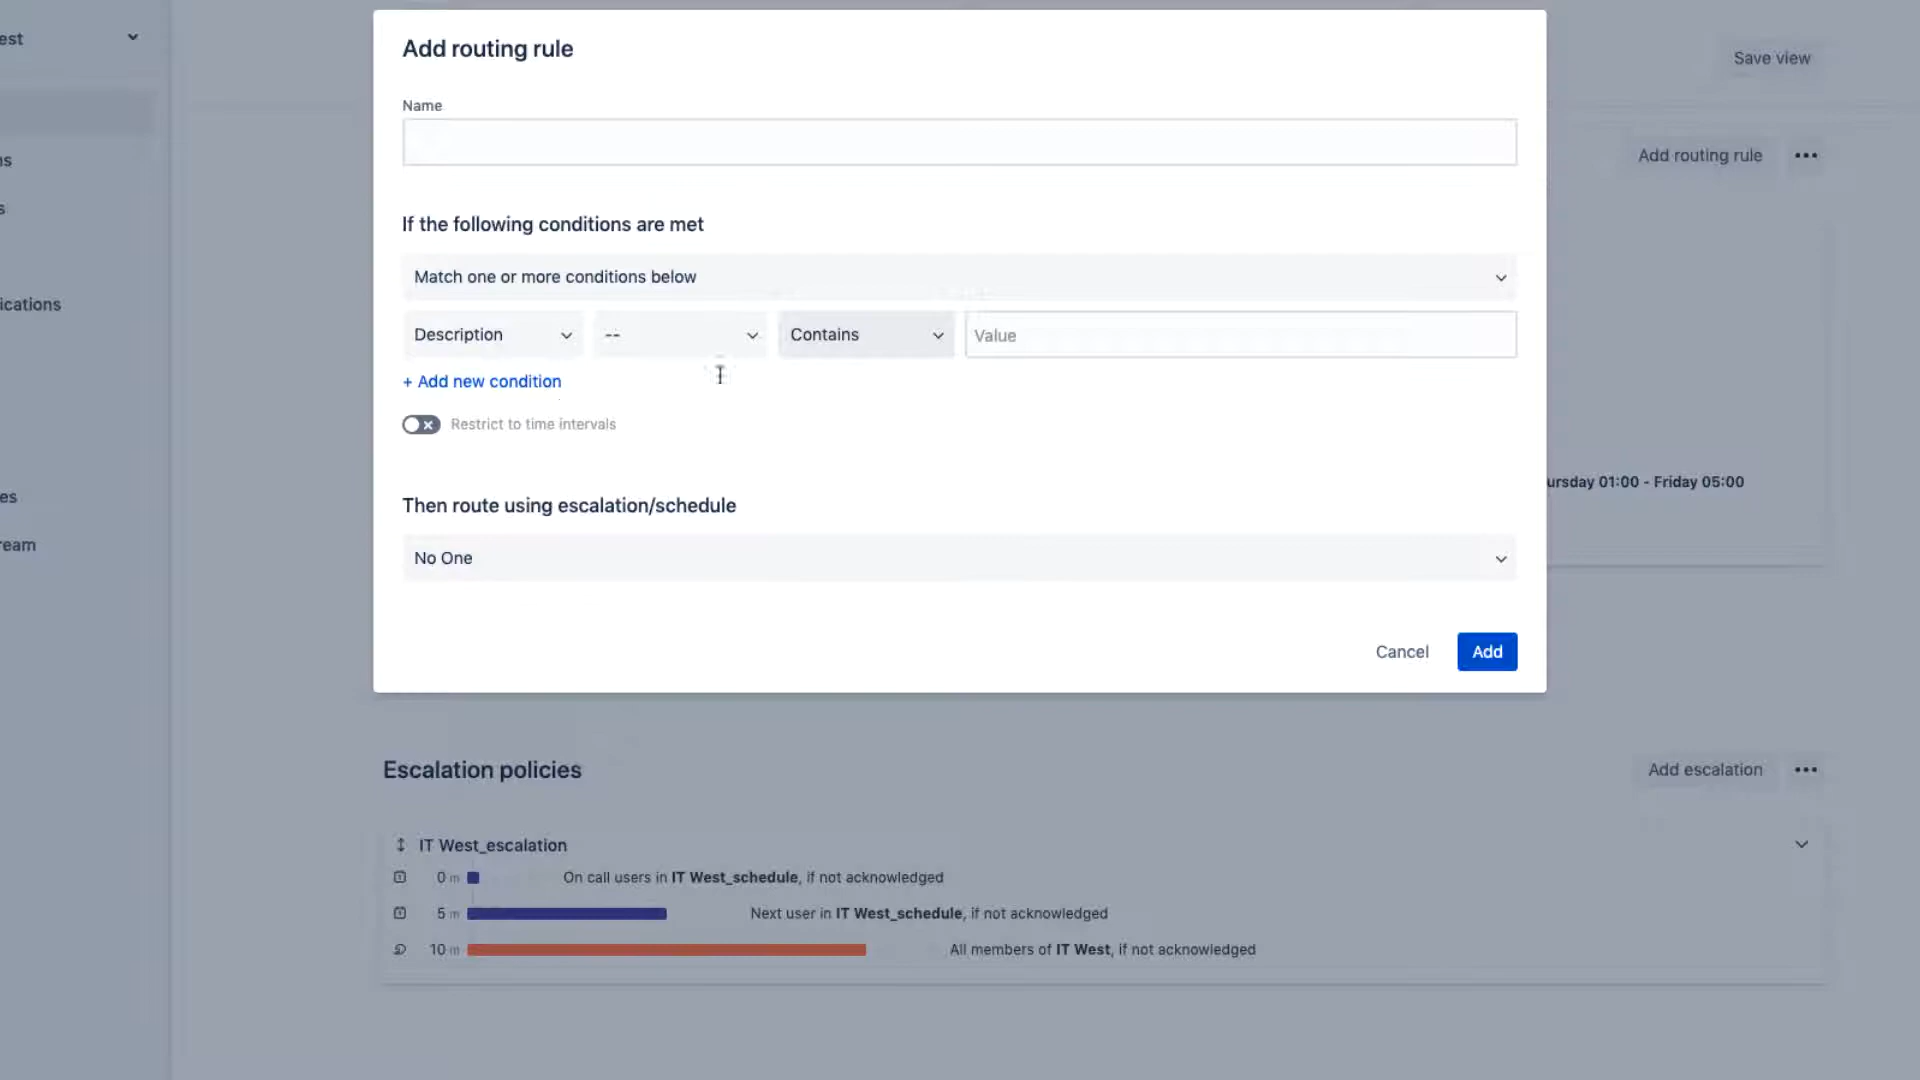 est
Add routing rule
Save view
Name
Add routing rule
ns
s
If the following conditions are met
Match one or more conditions below
ications
Description -- Contains Value
+ Add new condition
Restrict to time intervals
ursday 01:00 - Friday 05:00
es
Then route using escalation/schedule
ream
No One
Cancel Add
Escalation policies
Add escalation
IT West_escalation
0 m On call users in IT West_schedule, if not acknowledged
5 m Next user in IT West_schedule, if not acknowledged
10 m All members of IT West, if not acknowledged